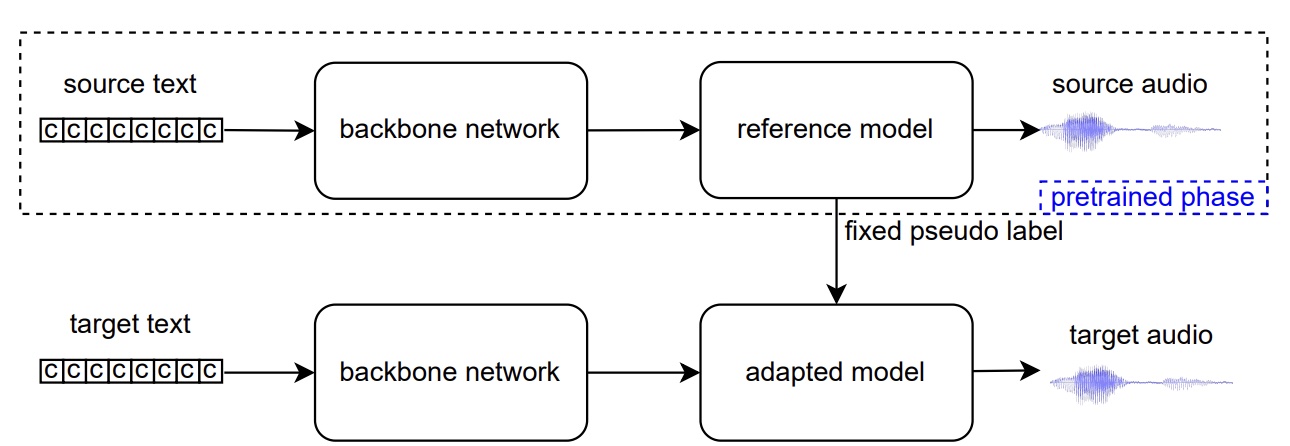 source text
source audio
c c c c c c c c
backbone network
reference model
pretrained phase
fixed pseudo label
target text
target audio
c c c c c c c c
backbone network
adapted model